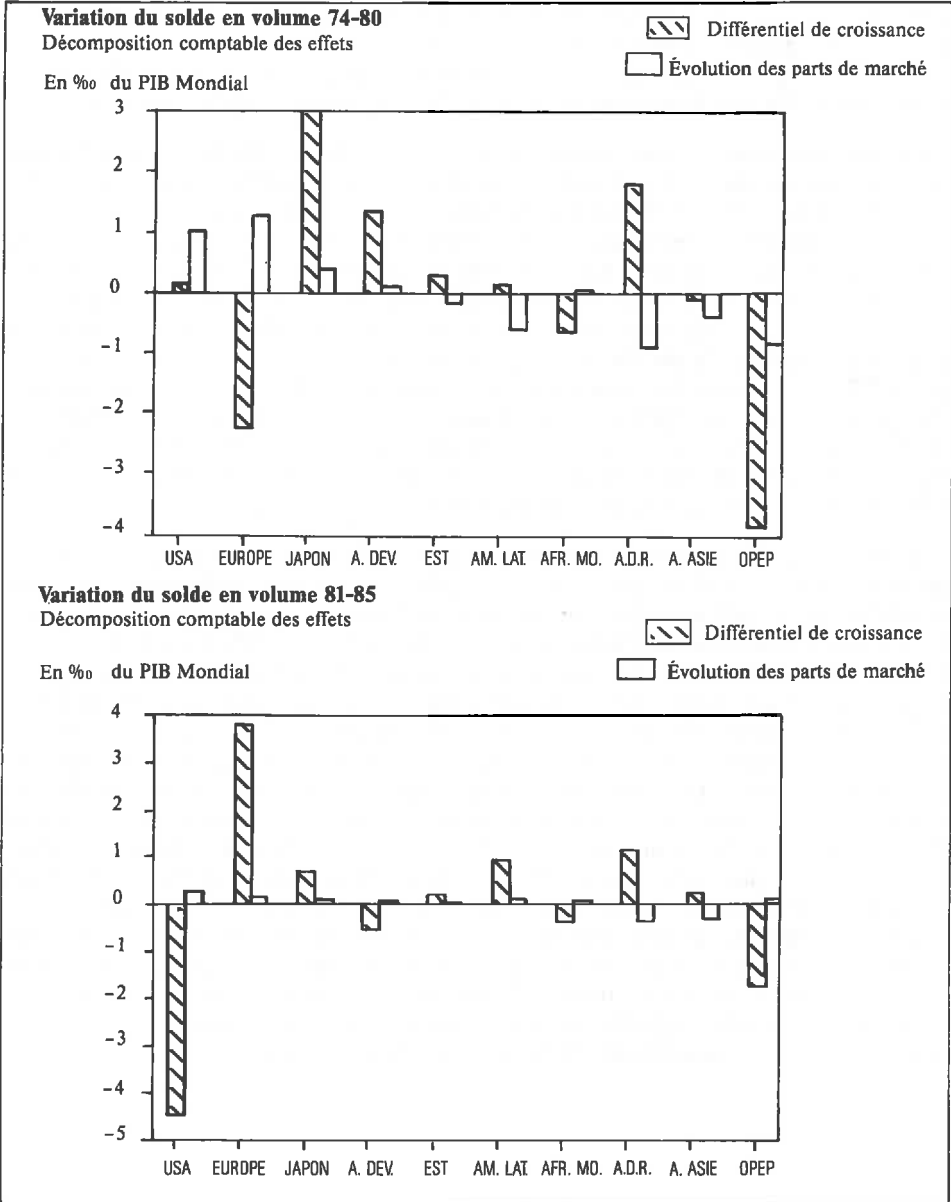 Variation du solde en volume 74-80
Décomposition comptable des effets
Différentiel de croissance
Évolution des parts de marché
En ‰ du PIB Mondial
3
2
1
0
-1
-2
-3
-4
USA EUROPE JAPON A. DEV. EST AM. LAT. AFR. MO. A.D.R. A. ASIE OPEP
Variation du solde en volume 81-85
Décomposition comptable des effets
Différentiel de croissance
Évolution des parts de marché
En ‰ du PIB Mondial
4
3
2
1
0
-1
-2
-3
-4
-5
USA EUROPE JAPON A. DEV. EST AM. LAT. AFR. MO. A.D.R. A. ASIE OPEP